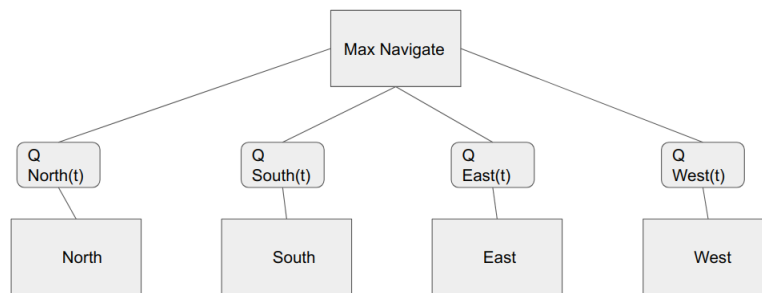 Max Navigate
Q
North(t)
Q
South(t)
Q
East(t)
Q
West(t)
North
South
East
West